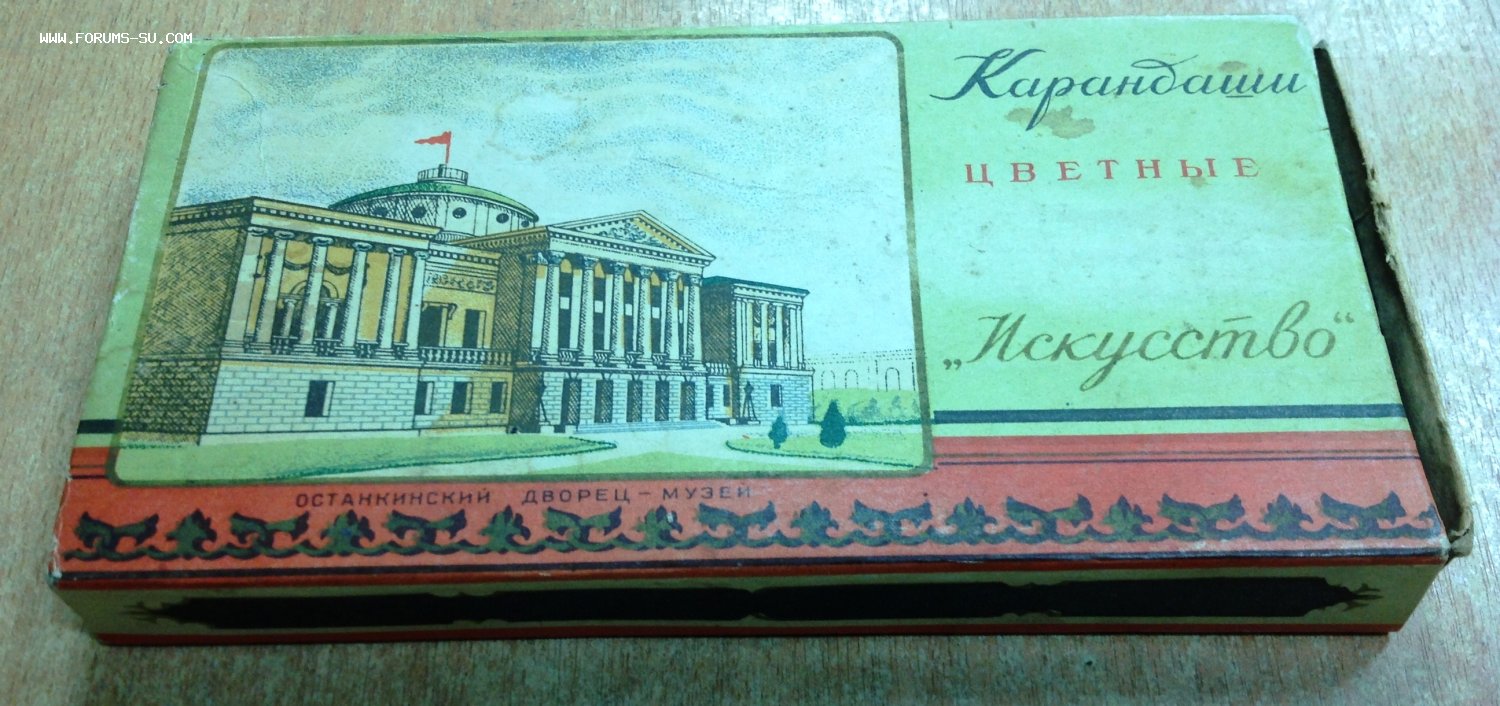 WWW.FORUMS-SU.COM
Карандаши
ЦВЕТНЫЕ
„Искусство“
ОСТАНКИНСКИЙ ДВОРЕЦ – МУЗЕЙ